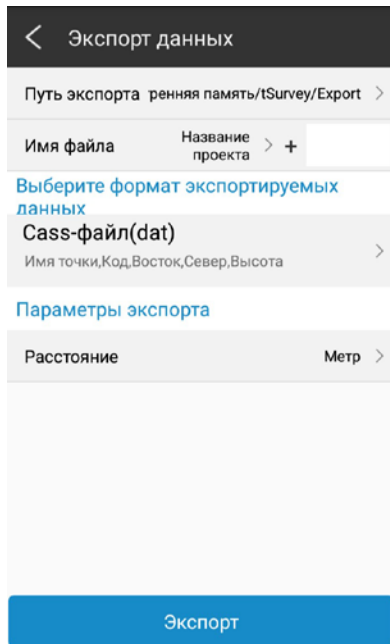 Экспорт данных
Путь экспорта ренняя память/tSurvey/Export
Имя файла Название проекта +
Выберите формат экспортируемых
данных
Cass-файл(dat)
Имя точки,Код,Восток,Север,Высота
Параметры экспорта
Расстояние Метр
Экспорт